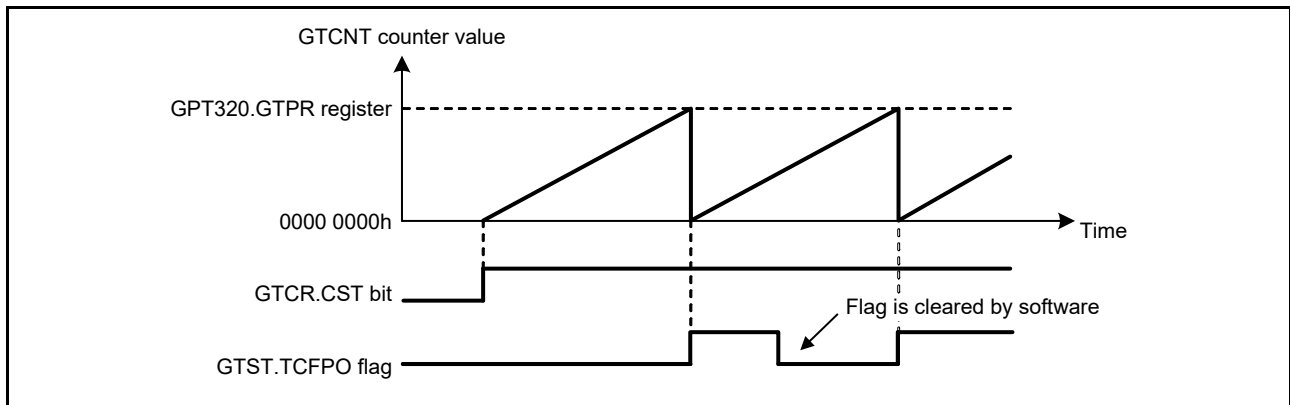 GTCNT counter value
GPT320.GTPR register
0000 0000h
Time
GTCR.CST bit
Flag is cleared by software
GTST.TCFPO flag